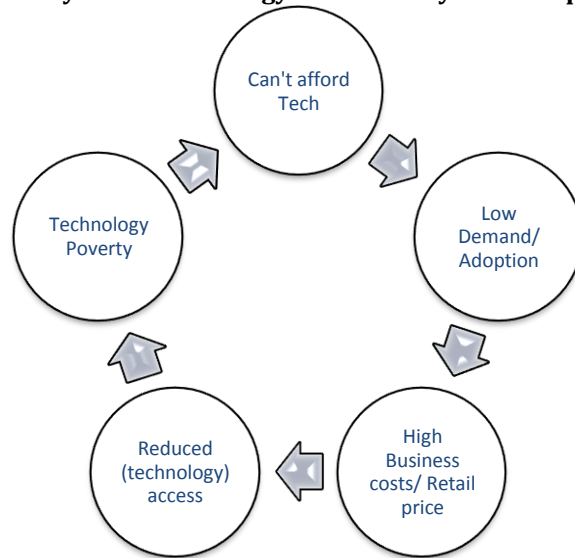 Can't afford
Tech
Low
Demand/
Adoption
High
Business
costs/ Retail
price
Reduced
(technology)
access
Technology
Poverty